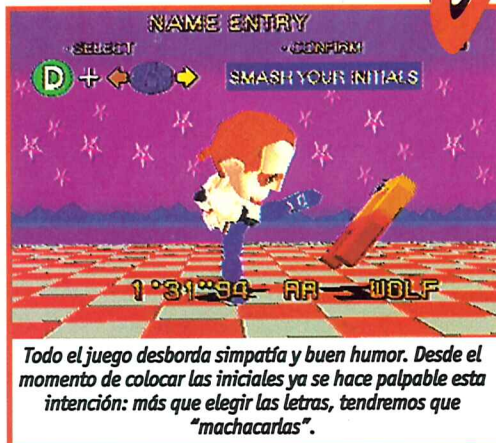 NAME ENTRY
SELECT CONFIRM
D + SMASH YOUR INITIALS
1'31"94 AA WOLF
Todo el juego desborda simpatía y buen humor. Desde el
momento de colocar las iniciales ya se hace palpable esta
intención: más que elegir las letras, tendremos que
"machacarlas".